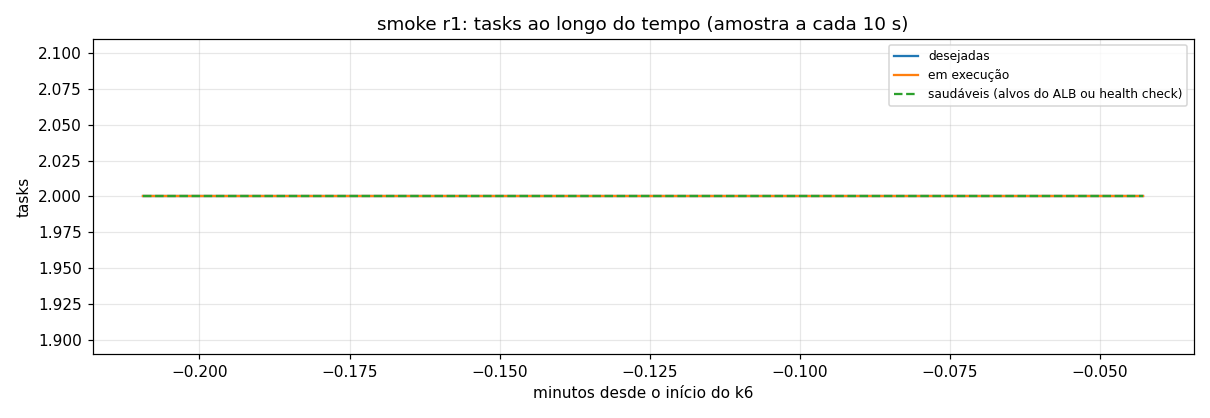 smoke r1: tasks ao longo do tempo (amostra a cada 10 s)
desejadas
em execução
saudáveis (alvos do ALB ou health check)
tasks
2.100
2.075
2.050
2.025
2.000
1.975
1.950
1.925
1.900
−0.200 −0.175 −0.150 −0.125 −0.100 −0.075 −0.050
minutos desde o início do k6